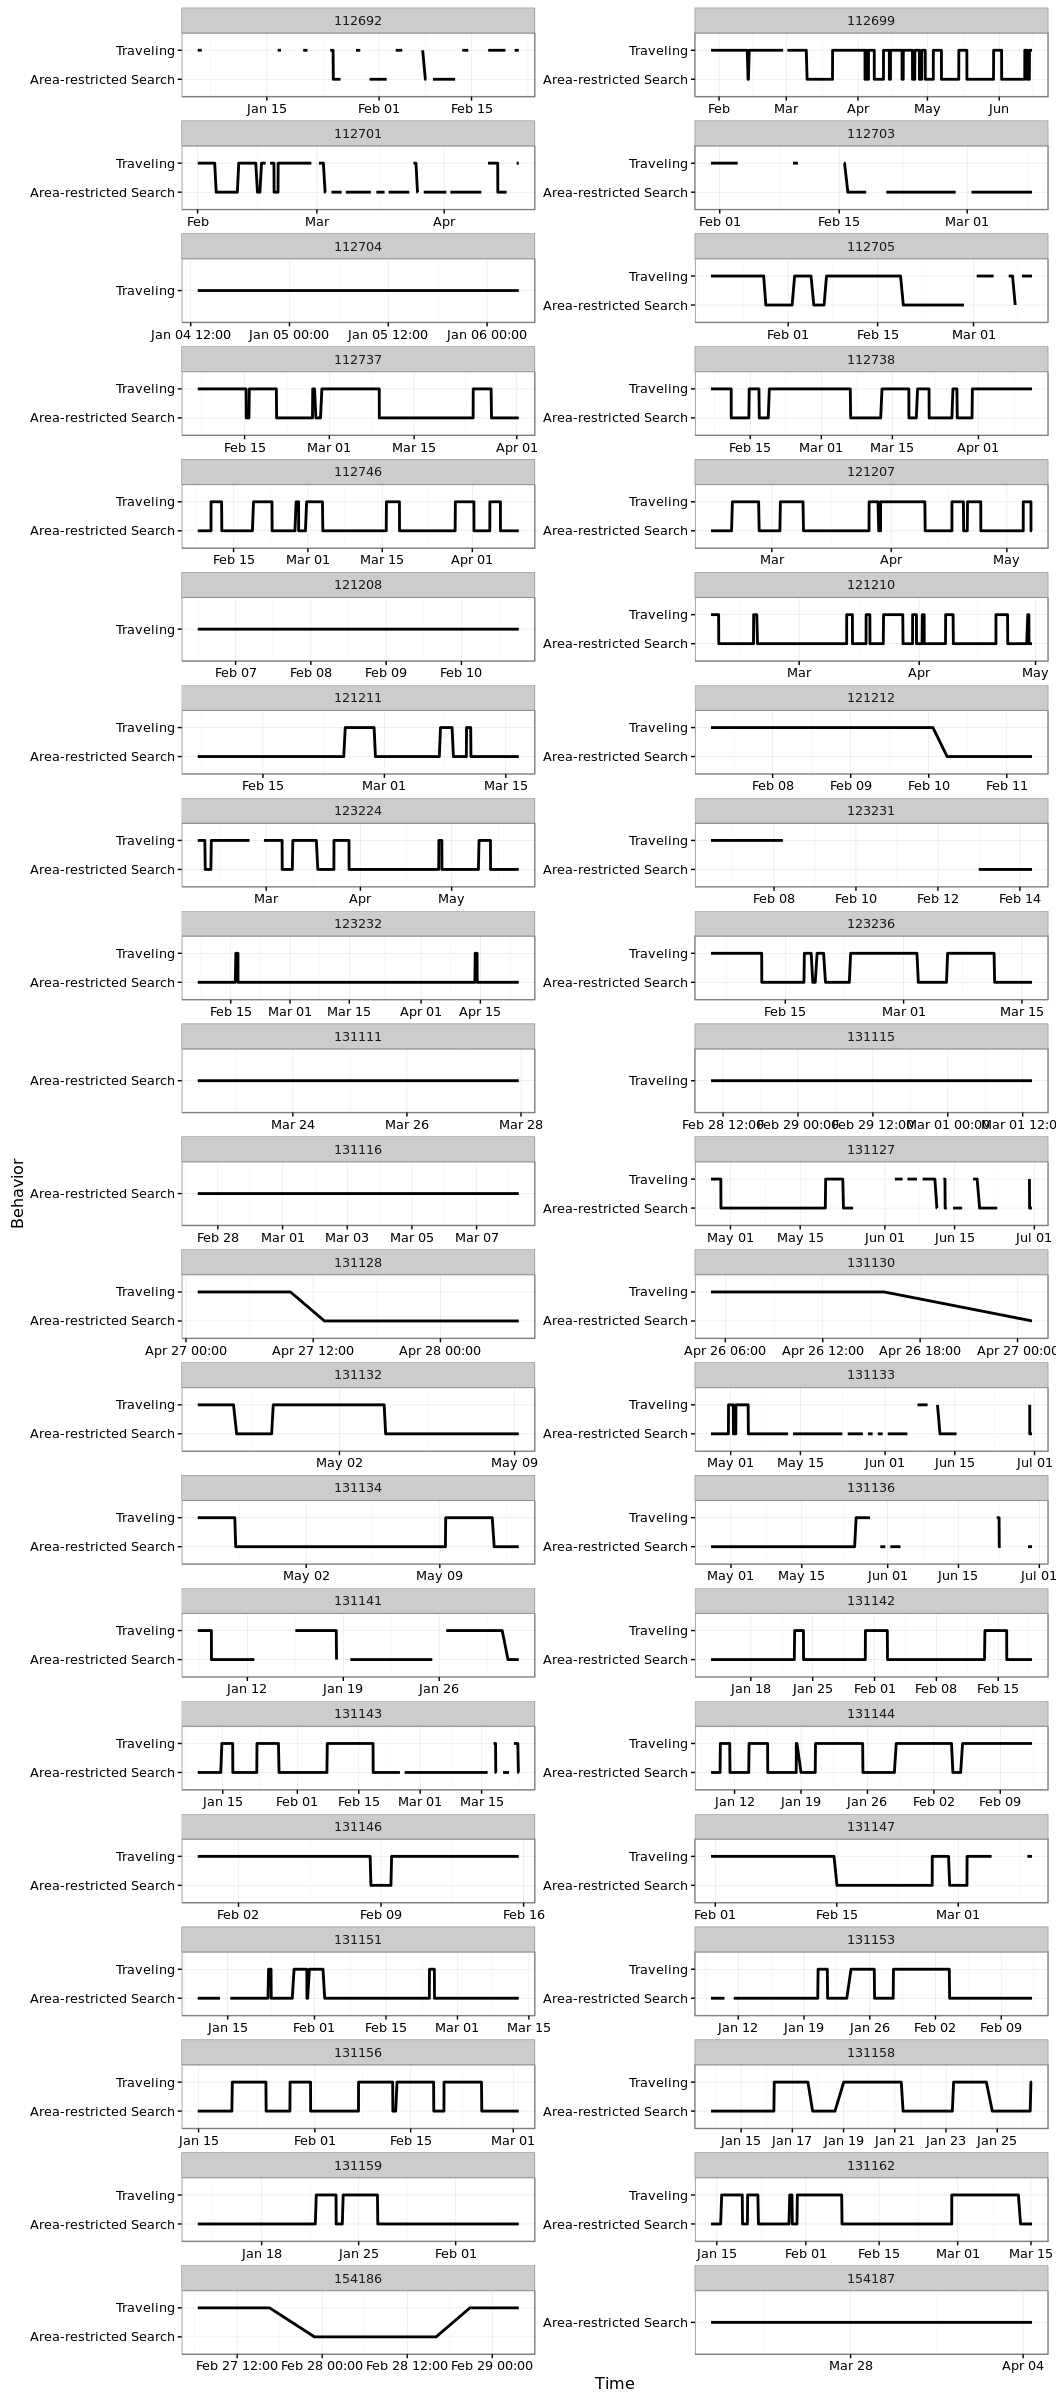 112692 112699
Traveling Traveling
Area-restricted Search Area-restricted Search
Jan 15 Feb 01 Feb 15 Feb Mar Apr May Jun
112701 112703
Traveling Traveling
Area-restricted Search Area-restricted Search
Feb Mar Apr Feb 01 Feb 15 Mar 01
112704 112705
Traveling Traveling
Area-restricted Search
Jan 04 12:00 Jan 05 00:00 Jan 05 12:00 Jan 06 00:00 Feb 01 Feb 15 Mar 01
112737 112738
Traveling Traveling
Area-restricted Search Area-restricted Search
Feb 15 Mar 01 Mar 15 Apr 01 Feb 15 Mar 01 Mar 15 Apr 01
112746 121207
Traveling Traveling
Area-restricted Search Area-restricted Search
Feb 15 Mar 01 Mar 15 Apr 01 Mar Apr May
121208 121210
Traveling Traveling
Area-restricted Search
Feb 07 Feb 08 Feb 09 Feb 10 Mar Apr May
121211 121212
Traveling Traveling
Area-restricted Search Area-restricted Search
Feb 15 Mar 01 Mar 15 Feb 08 Feb 09 Feb 10 Feb 11
123224 123231
Traveling Traveling
Area-restricted Search Area-restricted Search
Mar Apr May Feb 08 Feb 10 Feb 12 Feb 14
123232 123236
Traveling Traveling
Area-restricted Search Area-restricted Search
Feb 15 Mar 01 Mar 15 Apr 01 Apr 15 Feb 15 Mar 01 Mar 15
131111 131115
Area-restricted Search Traveling
Mar 24 Mar 26 Mar 28 Feb 28 12:00 Feb 29 00:00 Feb 29 12:00 Mar 01 00:00 Mar 01 12:0
131116 131127
Traveling
Area-restricted Search Area-restricted Search
Feb 28 Mar 01 Mar 03 Mar 05 Mar 07 May 01 May 15 Jun 01 Jun 15 Jul 01
131128 131130
Traveling Traveling
Area-restricted Search Area-restricted Search
Apr 27 00:00 Apr 27 12:00 Apr 28 00:00 Apr 26 06:00 Apr 26 12:00 Apr 26 18:00 Apr 27 00:00
131132 131133
Traveling Traveling
Area-restricted Search Area-restricted Search
May 02 May 09 May 01 May 15 Jun 01 Jun 15 Jul 01
131134 131136
Traveling Traveling
Area-restricted Search Area-restricted Search
May 02 May 09 May 01 May 15 Jun 01 Jun 15 Jul 01
131141 131142
Traveling Traveling
Area-restricted Search Area-restricted Search
Jan 12 Jan 19 Jan 26 Jan 18 Jan 25 Feb 01 Feb 08 Feb 15
131143 131144
Traveling Traveling
Area-restricted Search Area-restricted Search
Jan 15 Feb 01 Feb 15 Mar 01 Mar 15 Jan 12 Jan 19 Jan 26 Feb 02 Feb 09
131146 131147
Traveling Traveling
Area-restricted Search Area-restricted Search
Feb 02 Feb 09 Feb 16 Feb 01 Feb 15 Mar 01
131151 131153
Traveling Traveling
Area-restricted Search Area-restricted Search
Jan 15 Feb 01 Feb 15 Mar 01 Mar 15 Jan 12 Jan 19 Jan 26 Feb 02 Feb 09
131156 131158
Traveling Traveling
Area-restricted Search Area-restricted Search
Jan 15 Feb 01 Feb 15 Mar 01 Jan 15 Jan 17 Jan 19 Jan 21 Jan 23 Jan 25
131159 131162
Traveling Traveling
Area-restricted Search Area-restricted Search
Jan 18 Jan 25 Feb 01 Jan 15 Feb 01 Feb 15 Mar 01 Mar 15
154186 154187
Traveling
Area-restricted Search Area-restricted Search
Feb 27 12:00 Feb 28 00:00 Feb 28 12:00 Feb 29 00:00 Mar 28 Apr 04
Behavior
Time